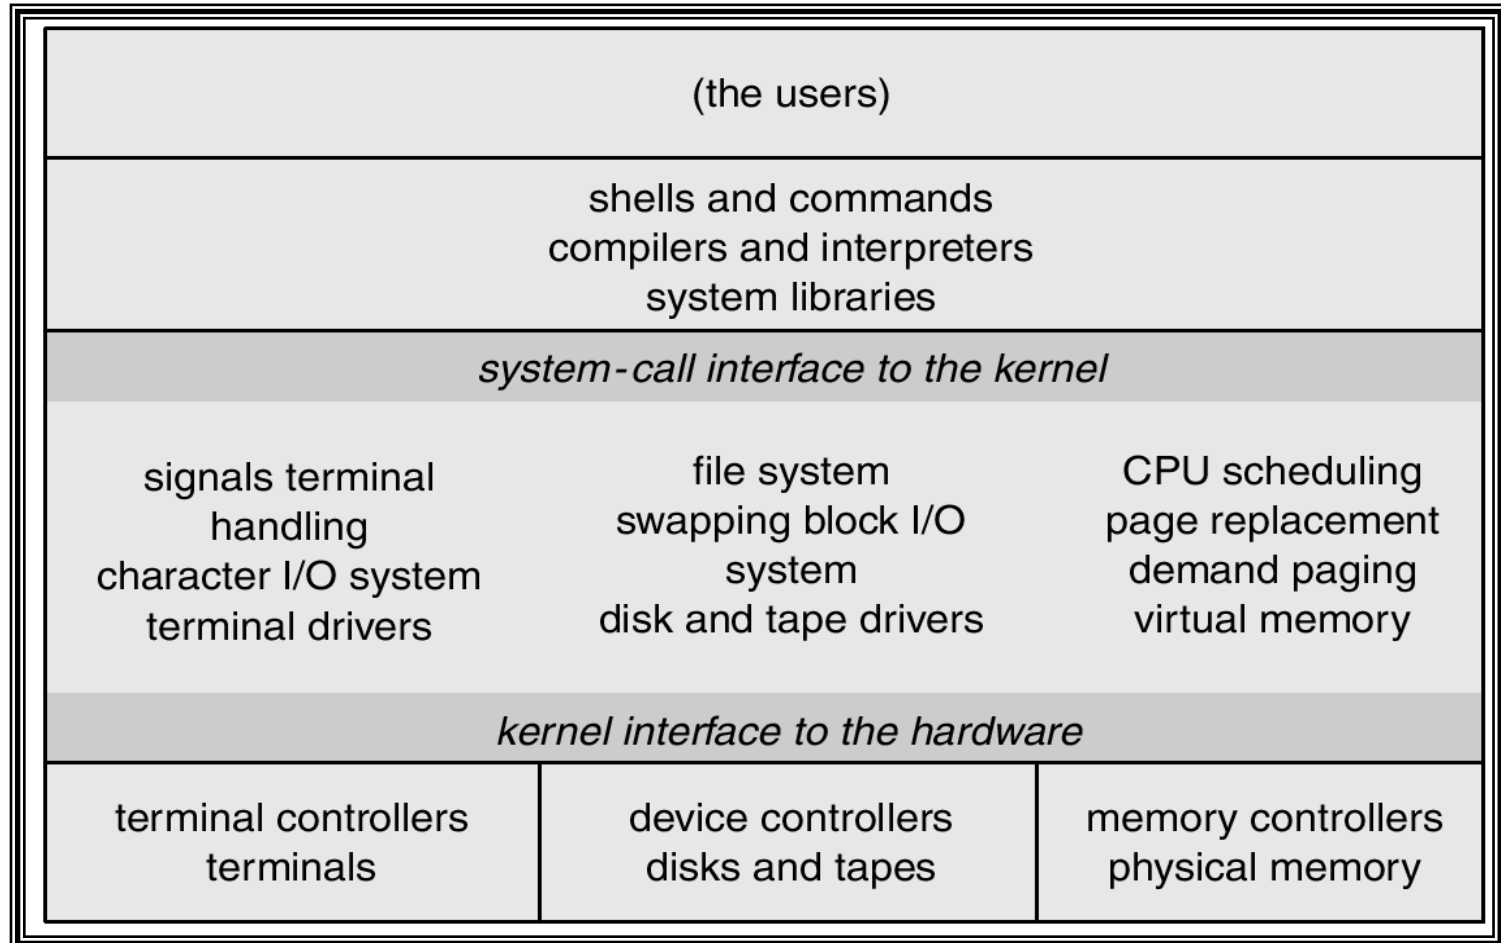 (the users)
shells and commands
compilers and interpreters
system libraries
system-call interface to the kernel
signals terminal
handling
character I/O system
terminal drivers
file system
swapping block I/O
system
disk and tape drivers
CPU scheduling
page replacement
demand paging
virtual memory
kernel interface to the hardware
terminal controllers
terminals
device controllers
disks and tapes
memory controllers
physical memory